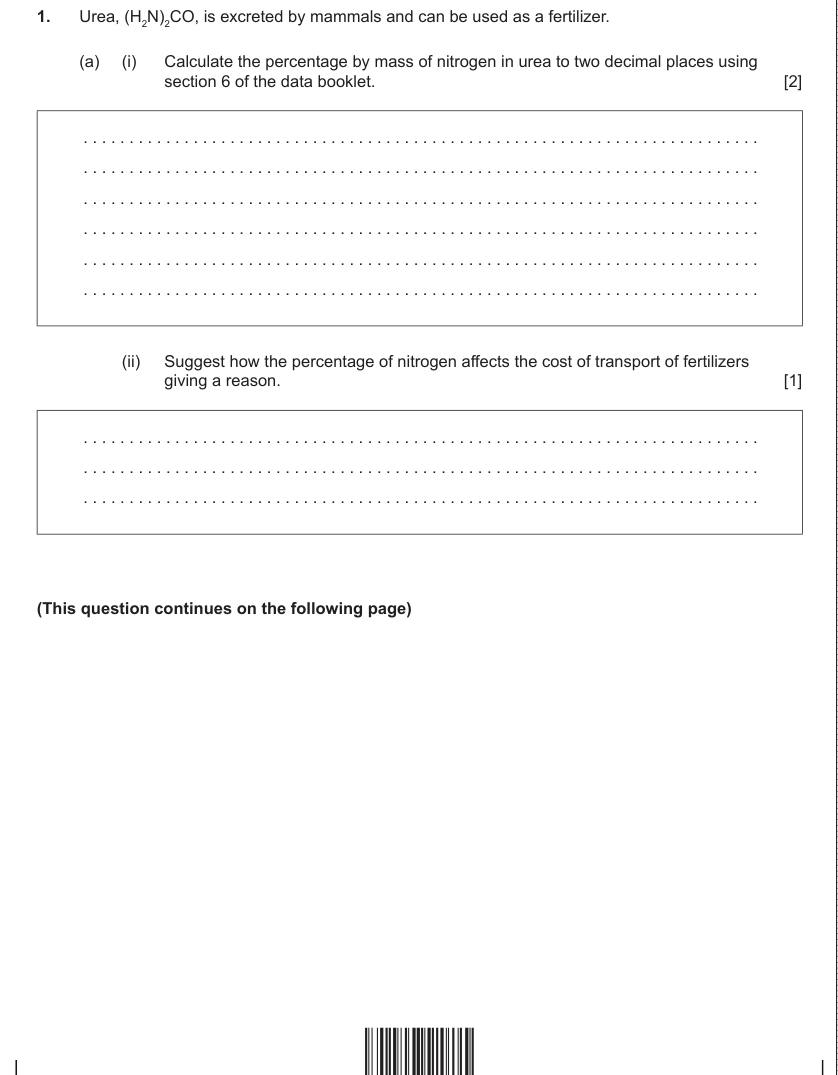 1. Urea, (H₂N)₂CO, is excreted by mammals and can be used as a fertilizer.
(a) (i) Calculate the percentage by mass of nitrogen in urea to two decimal places using
section 6 of the data booklet. [2]
(ii) Suggest how the percentage of nitrogen affects the cost of transport of fertilizers
giving a reason. [1]
(This question continues on the following page)